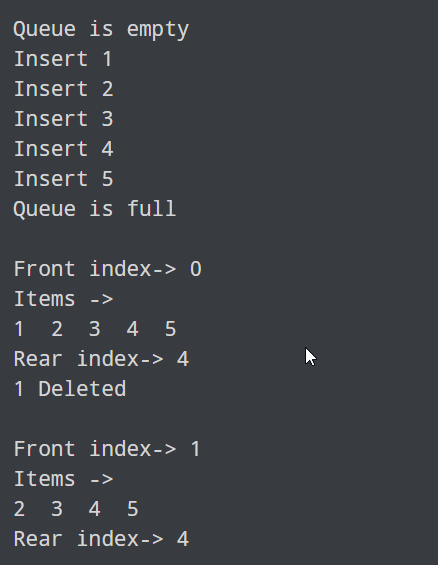 Queue is empty
Insert 1
Insert 2
Insert 3
Insert 4
Insert 5
Queue is full
Front index-> 0
Items ->
1  2  3  4  5
Rear index-> 4
1 Deleted
Front index-> 1
Items ->
2  3  4  5
Rear index-> 4